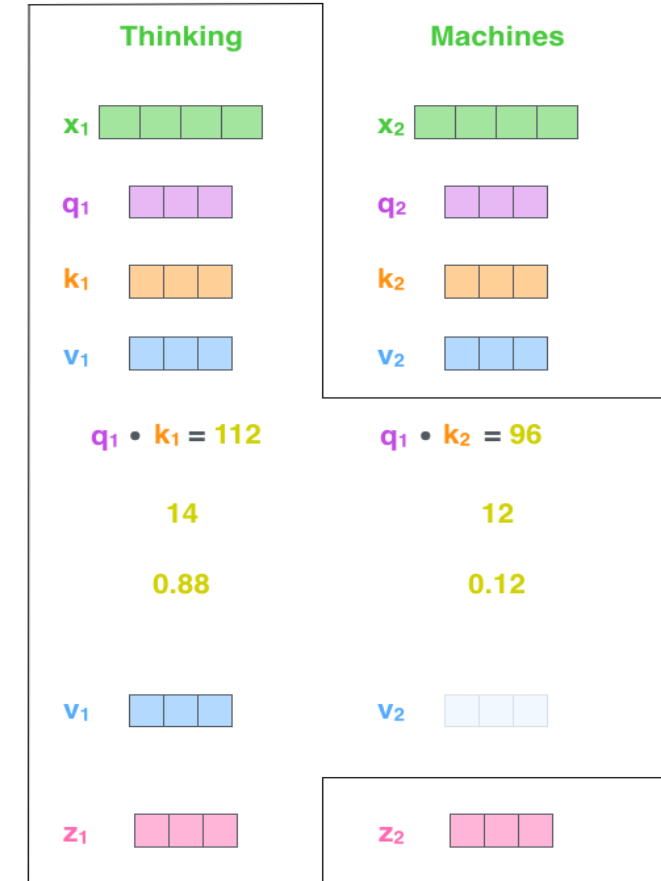 Thinking Machines
x₁ x₂
q₁ q₂
k₁ k₂
v₁ v₂
q₁ • k₁ = 112 q₁ • k₂ = 96
14 12
0.88 0.12
v₁ v₂
z₁ z₂